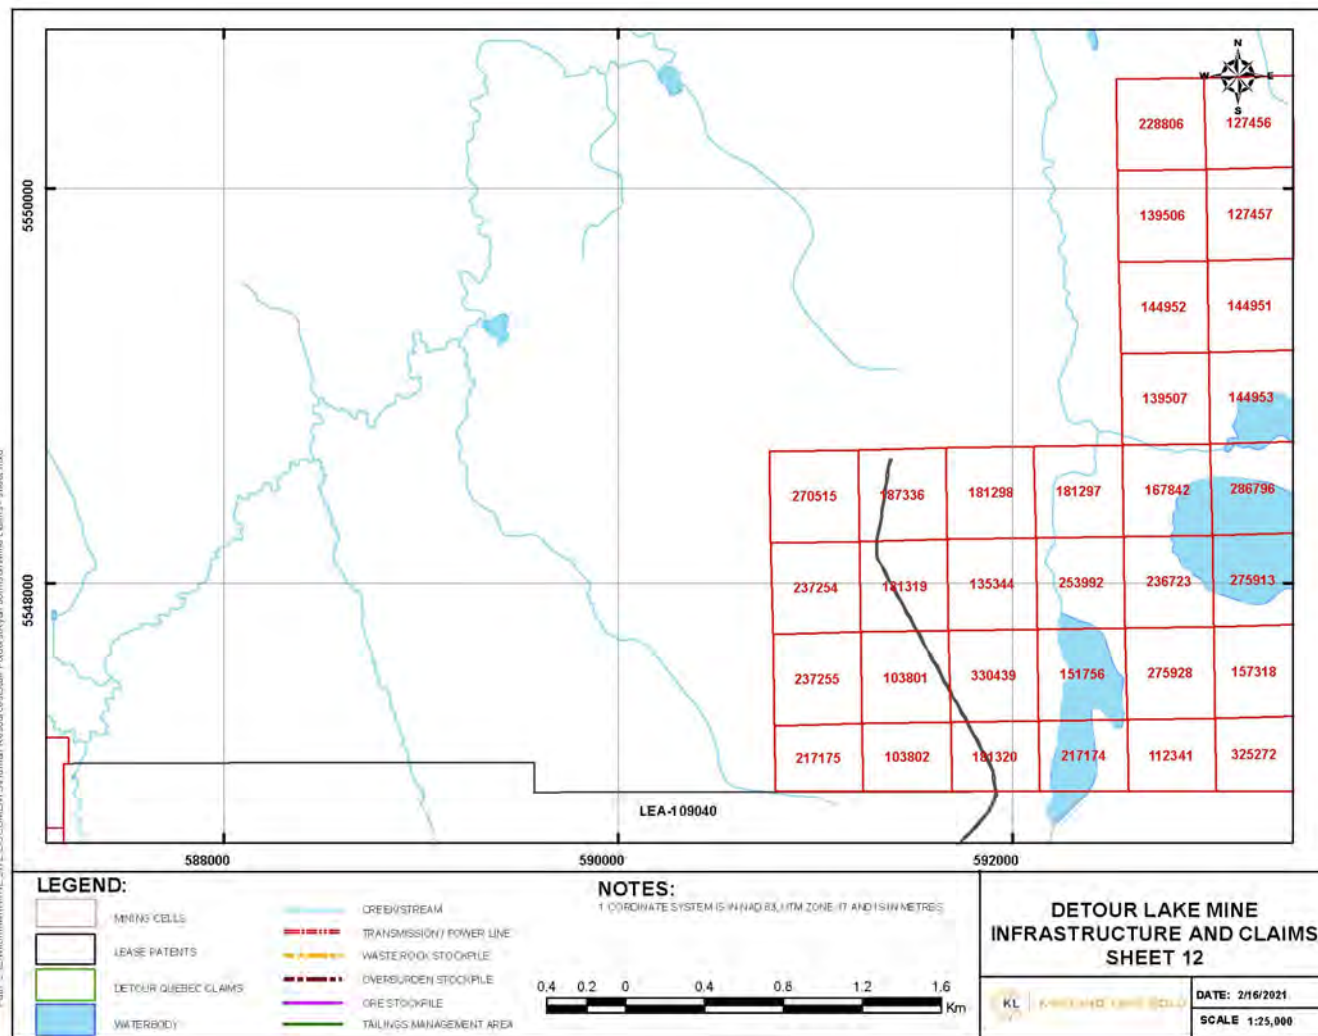 N
W E
S
228806 127456
5550000
139506 127457
144952 144951
139507 144953
270515 187336 181298 181297 167842 286796
5548000
237254 181319 135344 253992 236723 275913
237255 103801 330439 151756 275928 157318
217175 103802 181320 217174 112341 325272
LEA-109040
588000 590000 592000
LEGEND:
MINING CELLS
LEASE PATENTS
DETOUR QUEBEC CLAIMS
WATERBODY
CREEK/STREAM
TRANSMISSION / POWER LINE
WASTE ROCK STOCKPILE
OVERBURDEN STOCKPILE
ORE STOCKPILE
TAILINGS MANAGEMENT AREA
NOTES:
1 CORDINATE SYSTEM IS IN NAD 83, UTM ZONE 17 AND IS IN METRES
0.4 0.2 0 0.4 0.8 1.2 1.6
Km
DETOUR LAKE MINE
INFRASTRUCTURE AND CLAIMS
SHEET 12
KL KIRKLAND LAKE GOLD
DATE: 2/16/2021
SCALE 1:25,000